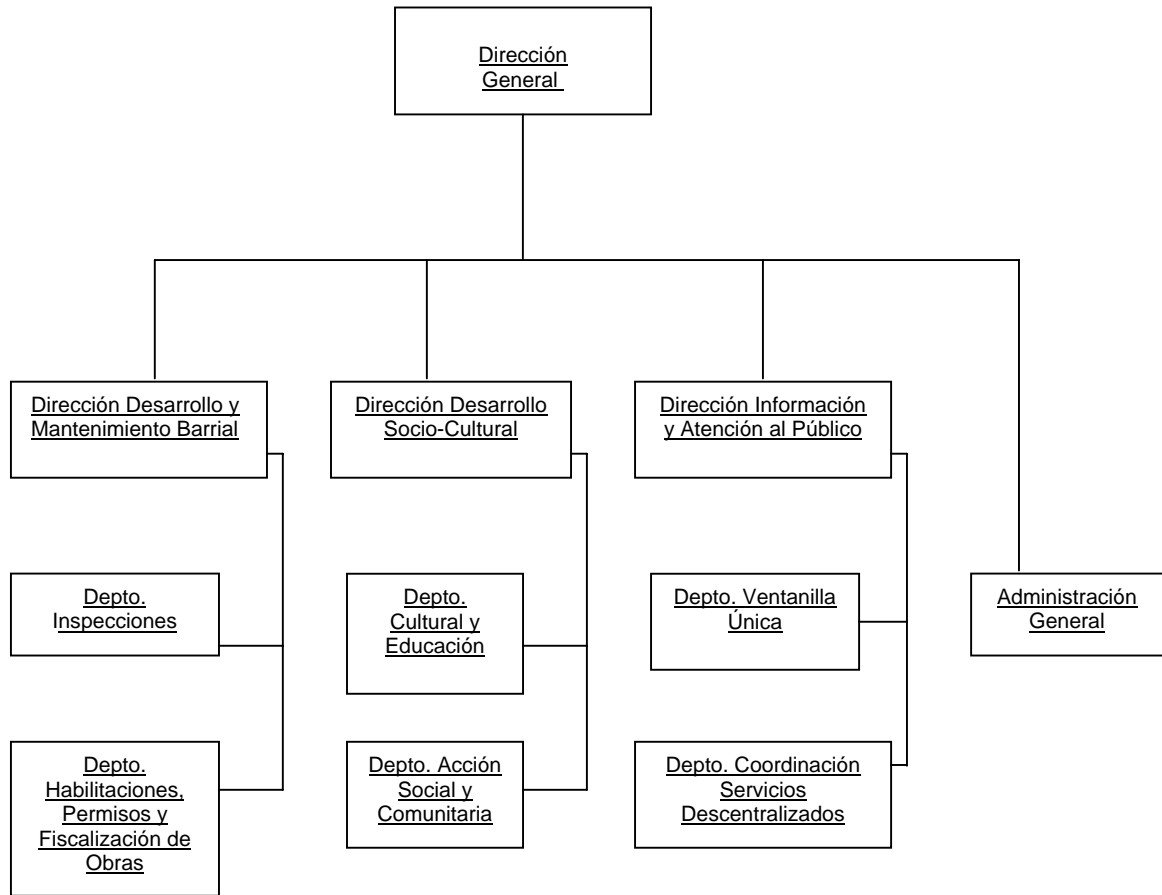 Dirección
General
Dirección Desarrollo y
Mantenimiento Barrial
Dirección Desarrollo
Socio-Cultural
Dirección Información
y Atención al Público
Depto.
Inspecciones
Depto.
Cultural y
Educación
Depto. Ventanilla
Única
Administración
General
Depto.
Habilitaciones,
Permisos y
Fiscalización de
Obras
Depto. Acción
Social y
Comunitaria
Depto. Coordinación
Servicios
Descentralizados